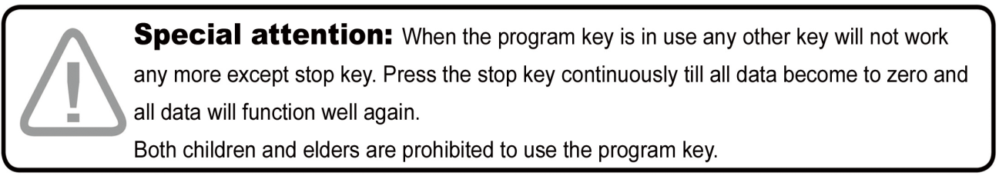 Special attention: When the program key is in use any other key will not work
any more except stop key. Press the stop key continuously till all data become to zero and
all data will function well again.
Both children and elders are prohibited to use the program key.